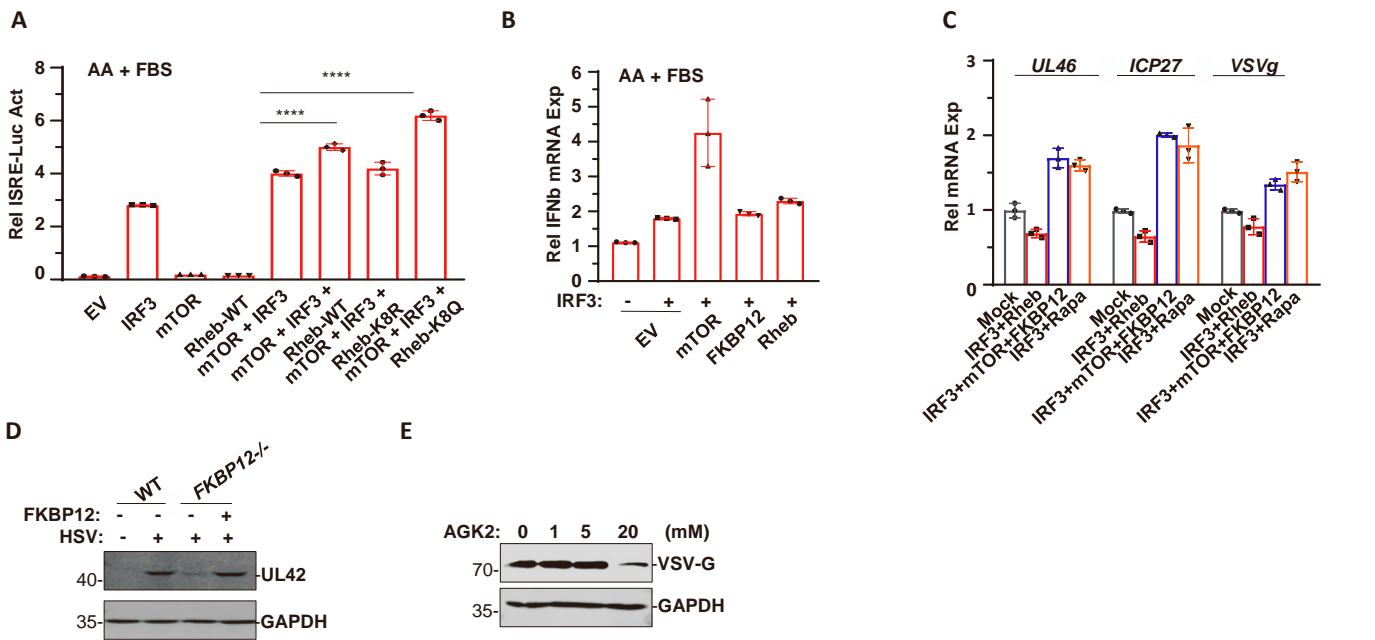 A
AA + FBS
Rel ISRE-Luc Act
8
6
4
2
0
****
****
EV
IRF3
mTOR
Rheb-WT
mTOR + IRF3
mTOR + IRF3 +
Rheb-WT
mTOR + IRF3 +
Rheb-K8R
mTOR + IRF3 +
Rheb-K8Q
B
AA + FBS
Rel IFNb mRNA Exp
6
5
4
3
2
1
0
IRF3: - + + + +
EV
mTOR
FKBP12
Rheb
C
UL46 ICP27 VSVg
Rel mRNA Exp
3
2
1
0
Mock
IRF3+Rheb
IRF3+mTOR+FKBP12
IRF3+Rapa
Mock
IRF3+Rheb
IRF3+mTOR+FKBP12
IRF3+Rapa
Mock
IRF3+Rheb
IRF3+mTOR+FKBP12
IRF3+Rapa
D
WT FKBP12-/-
FKBP12: - - - +
HSV: - + + +
40- -UL42
35- -GAPDH
E
AGK2: 0 1 5 20 (mM)
70- -VSV-G
35- -GAPDH